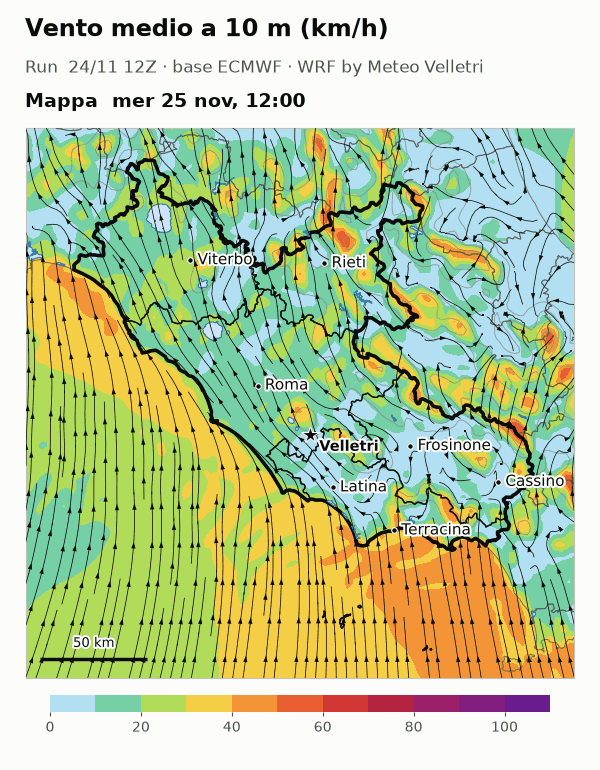 Vento medio a 10 m (km/h)
Run  24/11 12Z · base ECMWF · WRF by Meteo Velletri
Mappa  mer 25 nov, 12:00
Viterbo
Rieti
Roma
Velletri
Frosinone
Cassino
Latina
Terracina
50 km
0 20 40 60 80 100